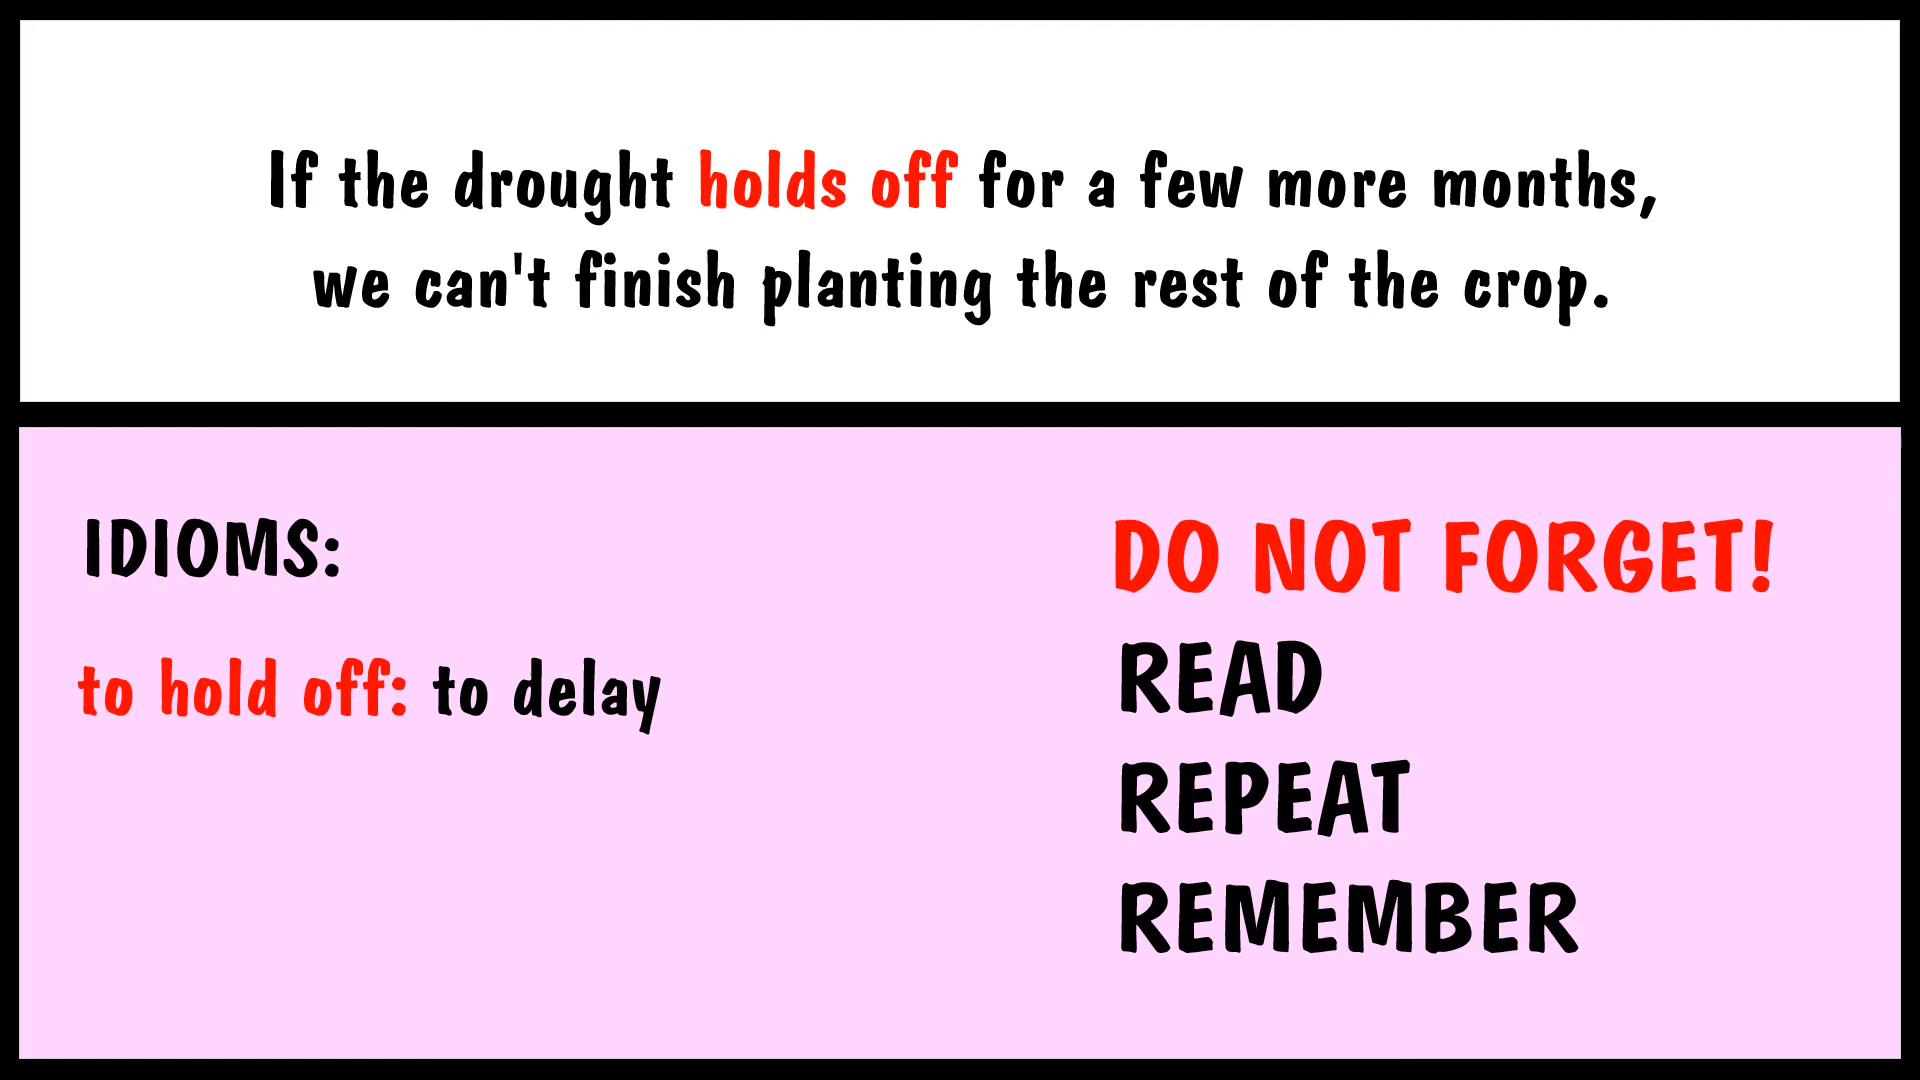 If the drought holds off for a few more months,
we can't finish planting the rest of the crop.
IDIOMS:
to hold off: to delay
DO NOT FORGET!
READ
REPEAT
REMEMBER